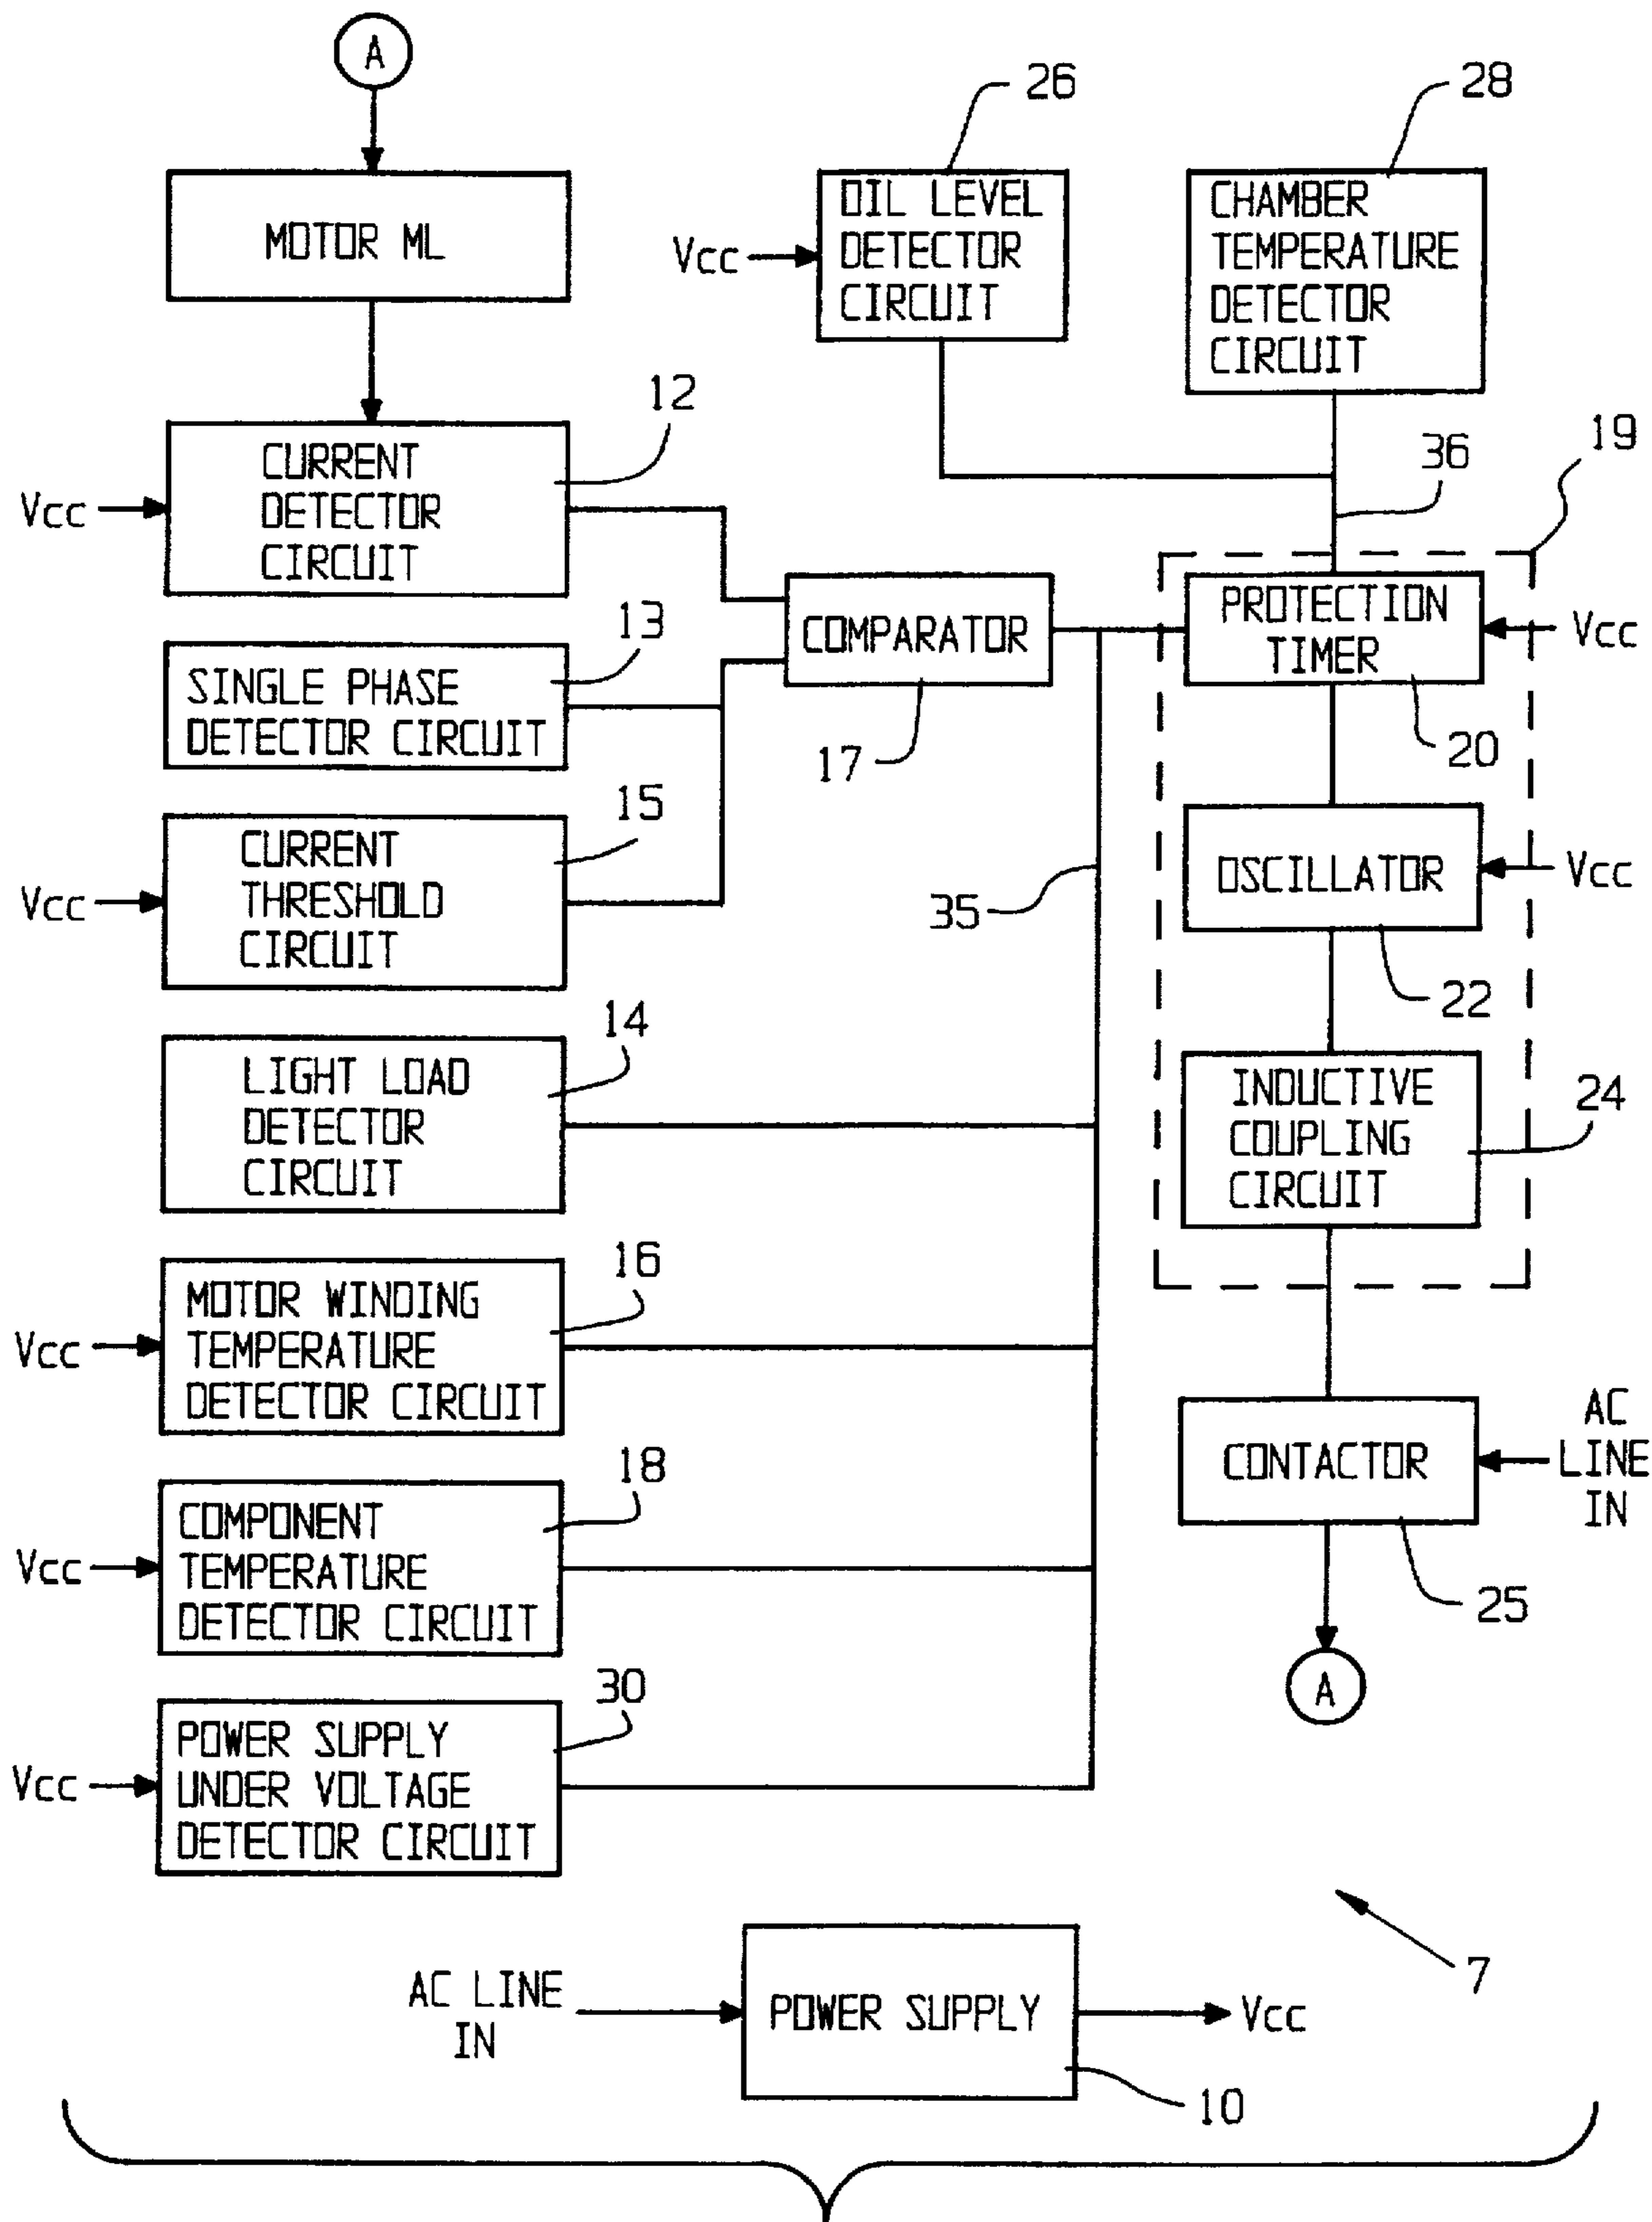 A
MOTOR ML
26
OIL LEVEL
DETECTOR
CIRCUIT
Vcc
28
CHAMBER
TEMPERATURE
DETECTOR
CIRCUIT
12
CURRENT
DETECTOR
CIRCUIT
Vcc
36
19
13
SINGLE PHASE
DETECTOR CIRCUIT
COMPARATOR
17
PROTECTION
TIMER
Vcc
20
15
CURRENT
THRESHOLD
CIRCUIT
Vcc
35
OSCILLATOR
Vcc
22
14
LIGHT LOAD
DETECTOR
CIRCUIT
INDUCTIVE
COUPLING
CIRCUIT
24
16
MOTOR WINDING
TEMPERATURE
DETECTOR CIRCUIT
Vcc
CONTACTOR
AC
LINE
IN
25
18
COMPONENT
TEMPERATURE
DETECTOR CIRCUIT
Vcc
A
30
POWER SUPPLY
UNDER VOLTAGE
DETECTOR CIRCUIT
Vcc
7
AC LINE
IN
POWER SUPPLY
Vcc
10